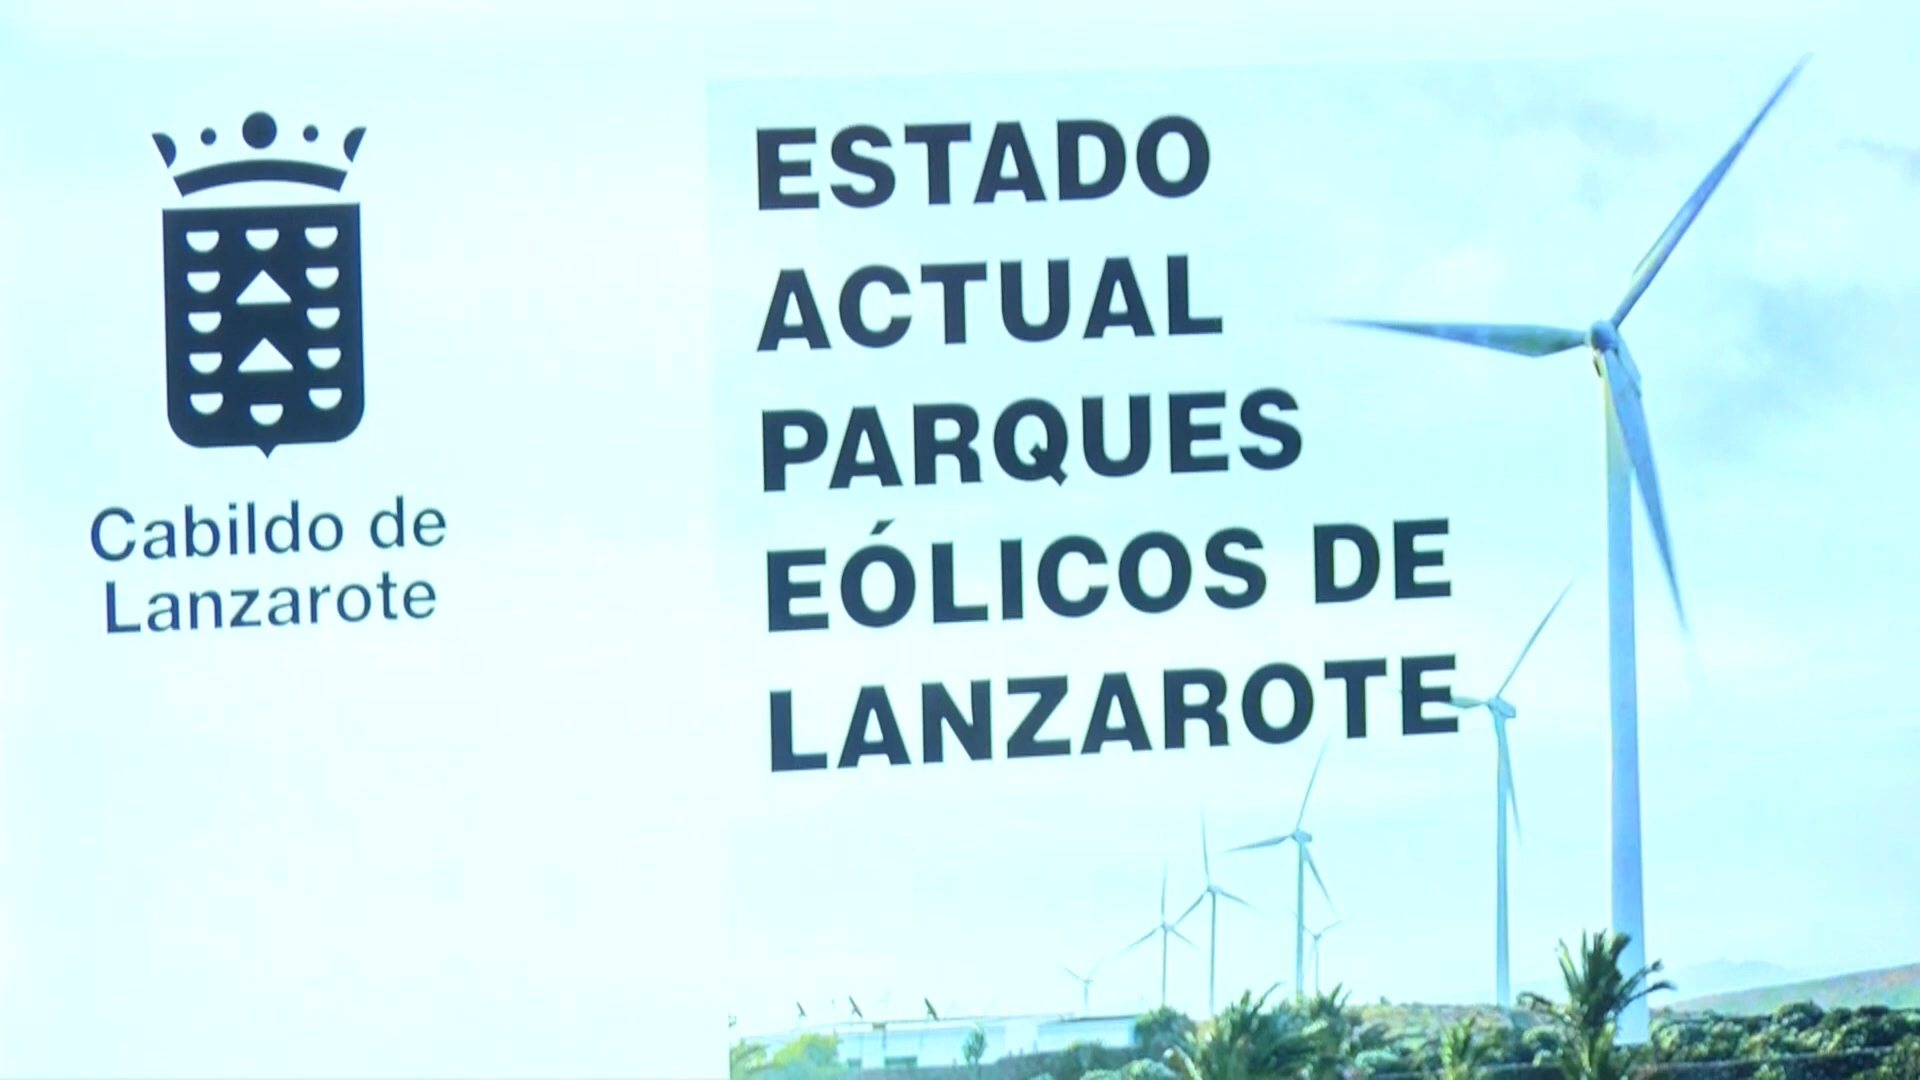 Cabildo de
Lanzarote
ESTADO
ACTUAL
PARQUES
EÓLICOS DE
LANZAROTE